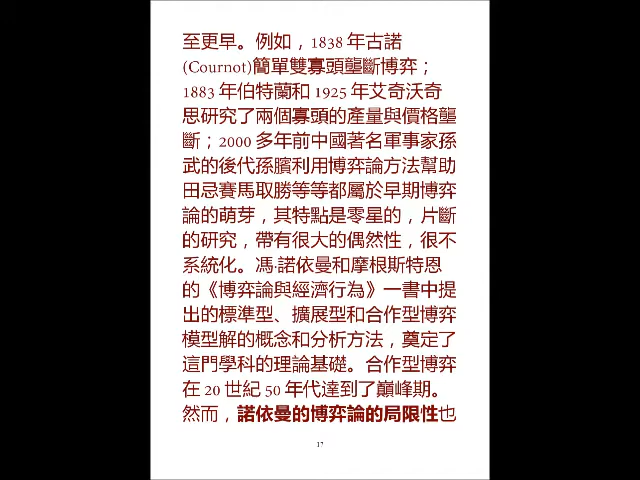 至更早。例如，1838 年古諾
(Cournot)簡單雙寡頭壟斷博弈；
1883 年伯特蘭和 1925 年艾奇沃奇
思研究了兩個寡頭的產量與價格壟
斷；2000 多年前中國著名軍事家孫
武的後代孫臏利用博弈論方法幫助
田忌賽馬取勝等等都屬於早期博弈
論的萌芽，其特點是零星的，片斷
的研究，帶有很大的偶然性，很不
系統化。馮·諾依曼和摩根斯特恩
的《博弈論與經濟行為》一書中提
出的標準型、擴展型和合作型博弈
模型解的概念和分析方法，奠定了
這門學科的理論基礎。合作型博弈
在 20 世紀 50 年代達到了巔峰期。
然而，諾依曼的博弈論的局限性也
17